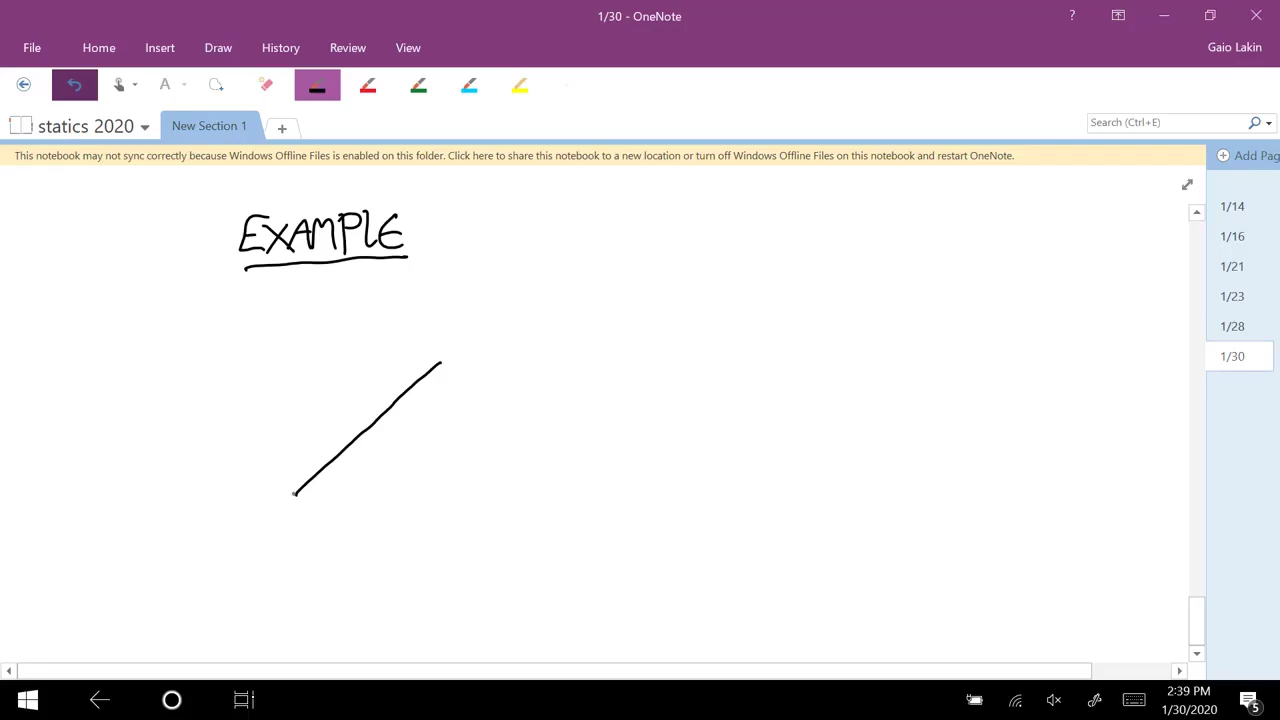 1/30 - OneNote
?
File Home Insert Draw History Review View
Gaio Lakin
A
statics 2020
New Section 1
+
Search (Ctrl+E)
This notebook may not sync correctly because Windows Offline Files is enabled on this folder. Click here to share this notebook to a new location or turn off Windows Offline Files on this notebook and restart OneNote.
Add Pag
1/14
1/16
1/21
1/23
1/28
1/30
EXAMPLE
2:39 PM
1/30/2020
5